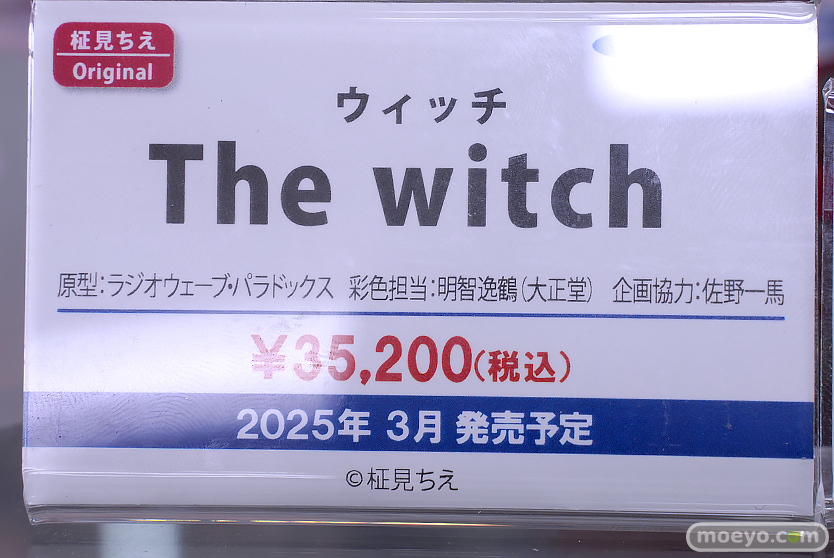 柾見ちえ
Original
ウィッチ
The witch
原型:ラジオウェーブ・パラドックス 彩色担当:明智逸鶴(大正堂) 企画協力:佐野一馬
¥35,200(税込)
2025年 3月 発売予定
©柾見ちえ
moeyo.com